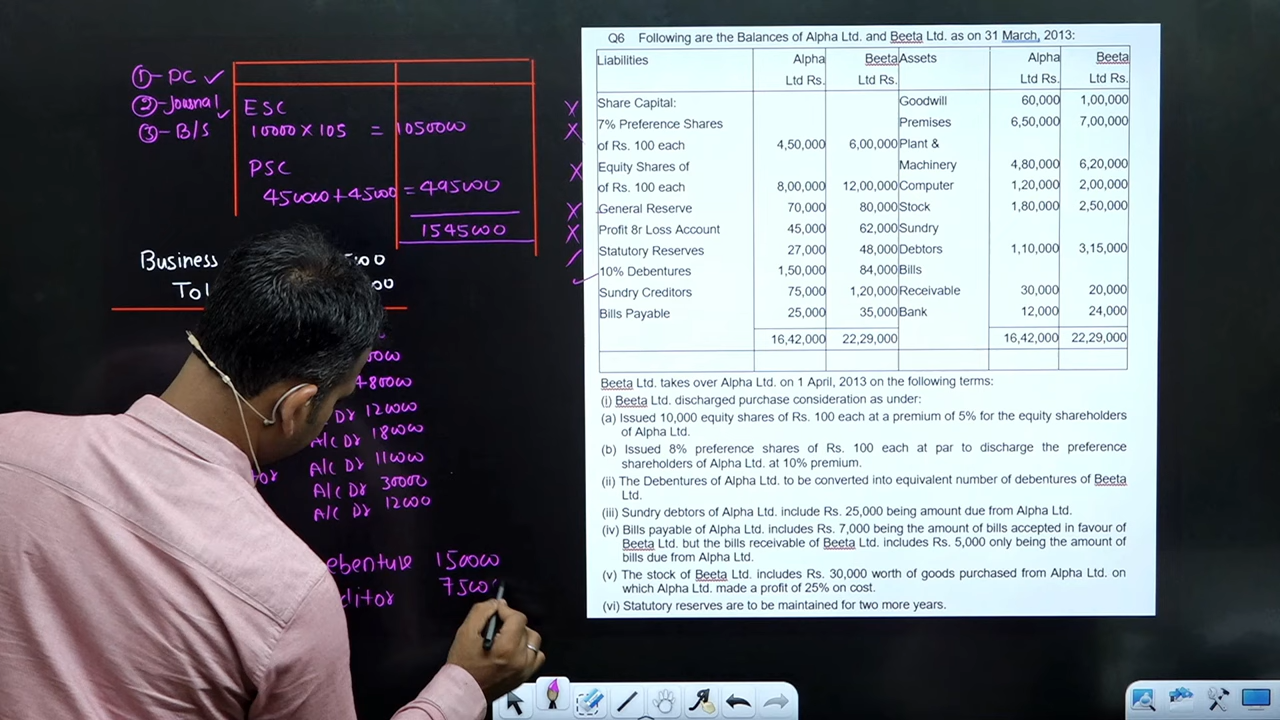 ①- PC ✓
②- Journal ✓
③- B/S
ESC
10000 × 105 = 1050000
PSC
450000 + 45000 = 495000
1545000
Business
A/C Dr 12000
A/C Dr 30000
A/C Dr 12000
ebenture 150000
ditor 7500
Q6 Following are the Balances of Alpha Ltd. and Beeta Ltd. as on 31 March, 2013:
Liabilities Alpha Beeta Assets Alpha Beeta
Ltd Rs. Ltd Rs. Ltd Rs. Ltd Rs.
Share Capital: Goodwill 60,000 1,00,000
7% Preference Shares Premises 6,50,000 7,00,000
of Rs. 100 each 4,50,000 6,00,000 Plant &
Equity Shares of Machinery 4,80,000 6,20,000
of Rs. 100 each 8,00,000 12,00,000 Computer 1,20,000 2,00,000
General Reserve 70,000 80,000 Stock 1,80,000 2,50,000
Profit 8r Loss Account 45,000 62,000 Sundry
Statutory Reserves 27,000 48,000 Debtors 1,10,000 3,15,000
10% Debentures 1,50,000 84,000 Bills
Sundry Creditors 75,000 1,20,000 Receivable 30,000 20,000
Bills Payable 25,000 35,000 Bank 12,000 24,000
16,42,000 22,29,000 16,42,000 22,29,000
Beeta Ltd. takes over Alpha Ltd. on 1 April, 2013 on the following terms:
(i) Beeta Ltd. discharged purchase consideration as under:
(a) Issued 10,000 equity shares of Rs. 100 each at a premium of 5% for the equity shareholders
of Alpha Ltd.
(b) Issued 8% preference shares of Rs. 100 each at par to discharge the preference
shareholders of Alpha Ltd. at 10% premium.
(ii) The Debentures of Alpha Ltd. to be converted into equivalent number of debentures of Beeta
Ltd.
(iii) Sundry debtors of Alpha Ltd. include Rs. 25,000 being amount due from Alpha Ltd.
(iv) Bills payable of Alpha Ltd. includes Rs. 7,000 being the amount of bills accepted in favour of
Beeta Ltd. but the bills receivable of Beeta Ltd. includes Rs. 5,000 only being the amount of
bills due from Alpha Ltd.
(v) The stock of Beeta Ltd. includes Rs. 30,000 worth of goods purchased from Alpha Ltd. on
which Alpha Ltd. made a profit of 25% on cost.
(vi) Statutory reserves are to be maintained for two more years.